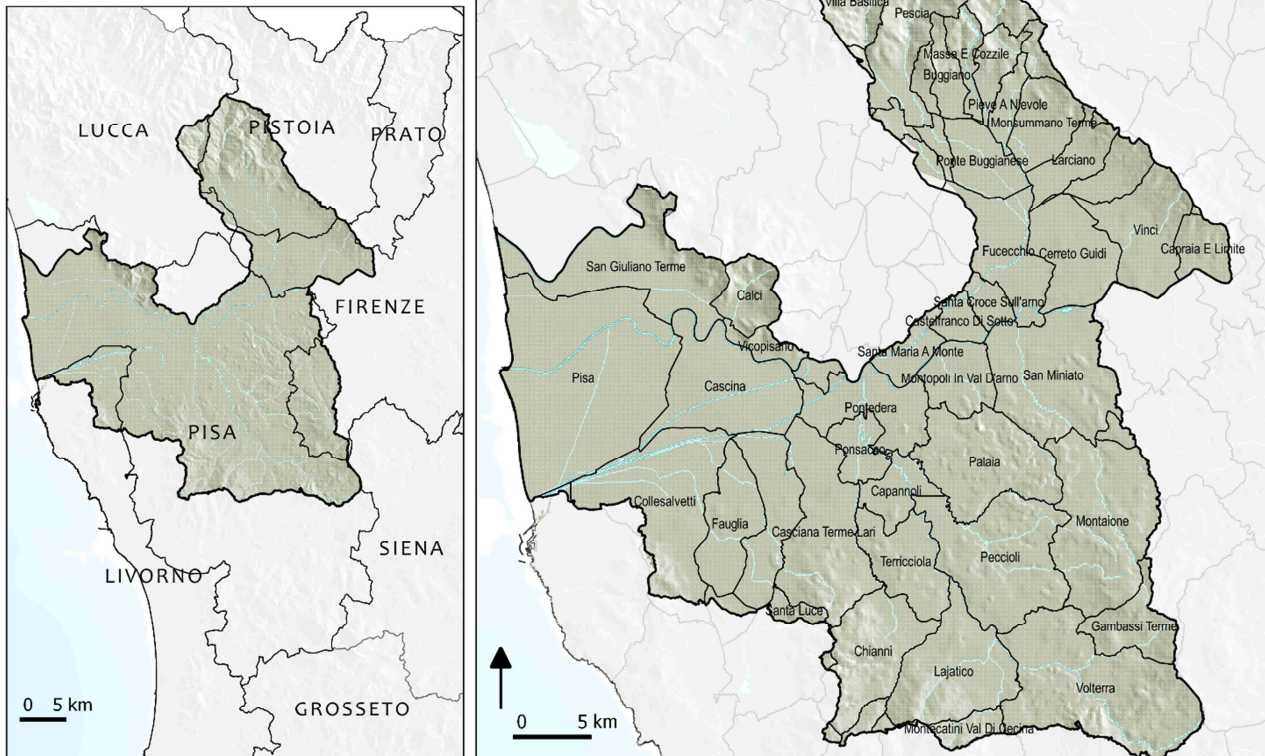 LUCCA
PISTOIA
PRATO
FIRENZE
PISA
SIENA
LIVORNO
GROSSETO
0 5 km
Villa Basilica
Pescia
Massa E Cozzile
Buggiano
Pieve A Nievole
Monsummano Terme
Ponte Buggianese
Larciano
Vinci
Capraia E Limite
Fucecchio
Cerreto Guidi
San Giuliano Terme
Calci
Santa Croce Sull'arno
Castelfranco Di Sotto
Vicopisano
Santa Maria A Monte
Pisa
Cascina
Montopoli In Val D'arno
San Miniato
Pontedera
Ponsacco
Palaia
Collesalvetti
Capannoli
Fauglia
Casciana Terme Lari
Montaione
Terricciola
Peccioli
Santa Luce
Gambassi Terme
Chianni
Lajatico
Volterra
Montecatini Val Di Cecina
0 5 km